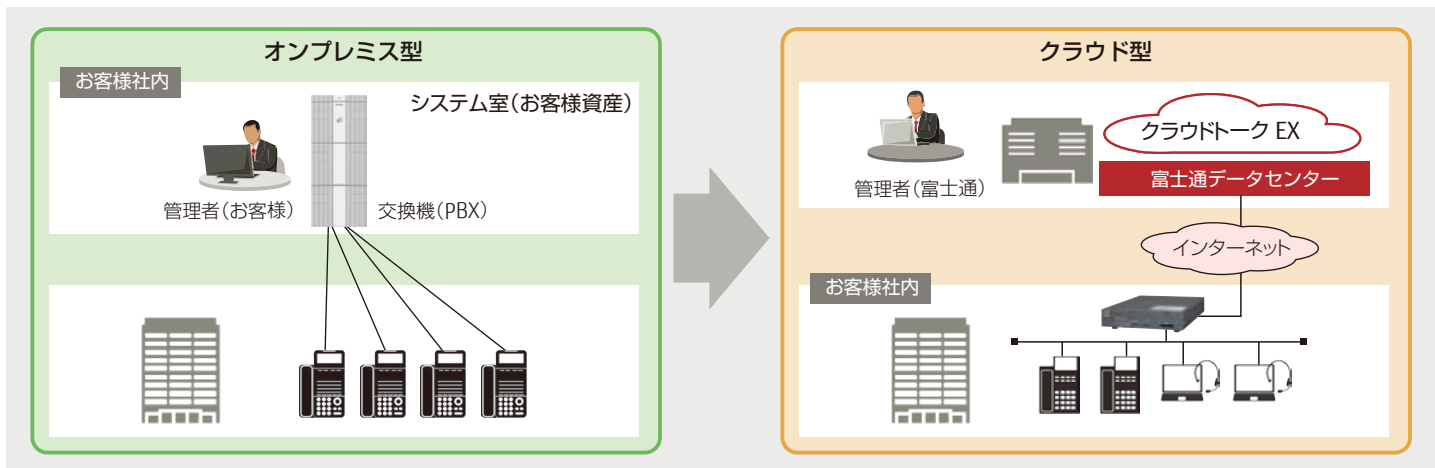 オンプレミス型
お客様社内
システム室(お客様資産)
管理者(お客様)
交換機(PBX)
クラウド型
クラウドトーク EX
管理者(富士通)
富士通データセンター
インターネット
お客様社内